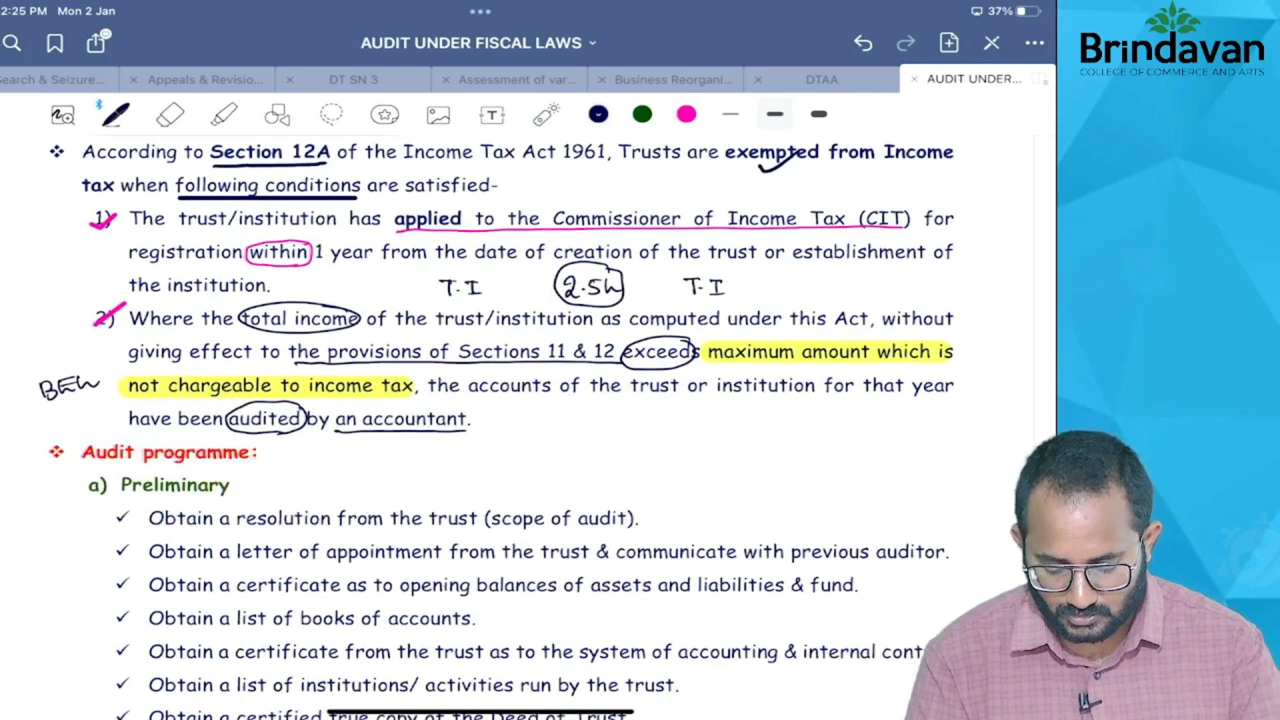 2:25 PM Mon 2 Jan
37%
AUDIT UNDER FISCAL LAWS
Brindavan
COLLEGE OF COMMERCE AND ARTS
earch & Seizure...
Appeals & Revisio...
DT SN 3
Assessment of var...
Business Reorgani...
DTAA
AUDIT UNDER...
❖ According to Section 12A of the Income Tax Act 1961, Trusts are exempted from Income
tax when following conditions are satisfied-
1) The trust/institution has applied to the Commissioner of Income Tax (CIT) for
registration within 1 year from the date of creation of the trust or establishment of
the institution.
T.I 2.5L T.I
2) Where the total income of the trust/institution as computed under this Act, without
giving effect to the provisions of Sections 11 & 12 exceeds maximum amount which is
BEL not chargeable to income tax, the accounts of the trust or institution for that year
have been audited by an accountant.
❖ Audit programme:
a) Preliminary
✓ Obtain a resolution from the trust (scope of audit).
✓ Obtain a letter of appointment from the trust & communicate with previous auditor.
✓ Obtain a certificate as to opening balances of assets and liabilities & fund.
✓ Obtain a list of books of accounts.
✓ Obtain a certificate from the trust as to the system of accounting & internal cont
✓ Obtain a list of institutions/ activities run by the trust.
✓ Obtain a certified true copy of the Deed of Trust